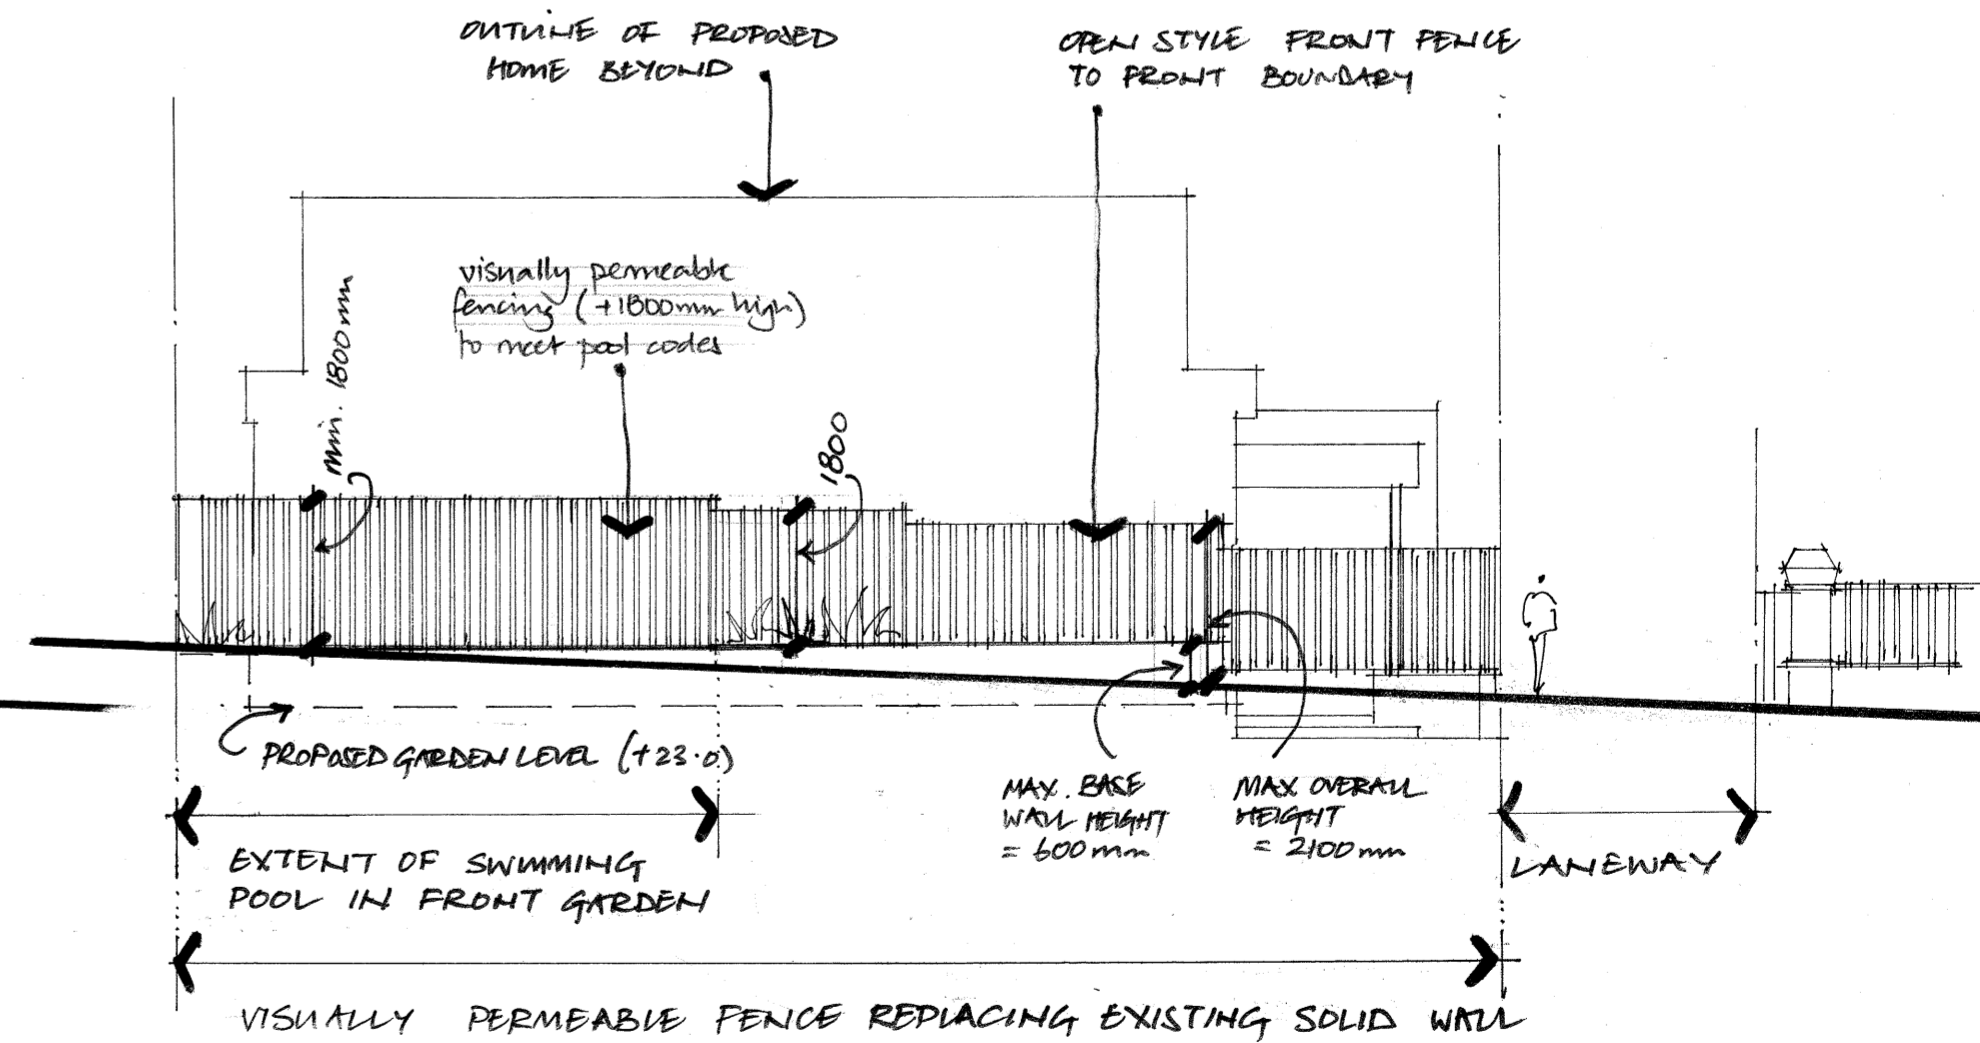 OUTLINE OF PROPOSED
HOME BEYOND
OPEN STYLE FRONT FENCE
TO FRONT BOUNDARY
visually permeable
fencing (+1800mm high)
to meet pool codes
min. 1800mm
1800
PROPOSED GARDEN LEVEL (+23.0)
MAX. BASE
WALL HEIGHT
= 600mm
MAX OVERALL
HEIGHT
= 2100mm
EXTENT OF SWIMMING
POOL IN FRONT GARDEN
LANEWAY
VISUALLY PERMEABLE FENCE REPLACING EXISTING SOLID WALL